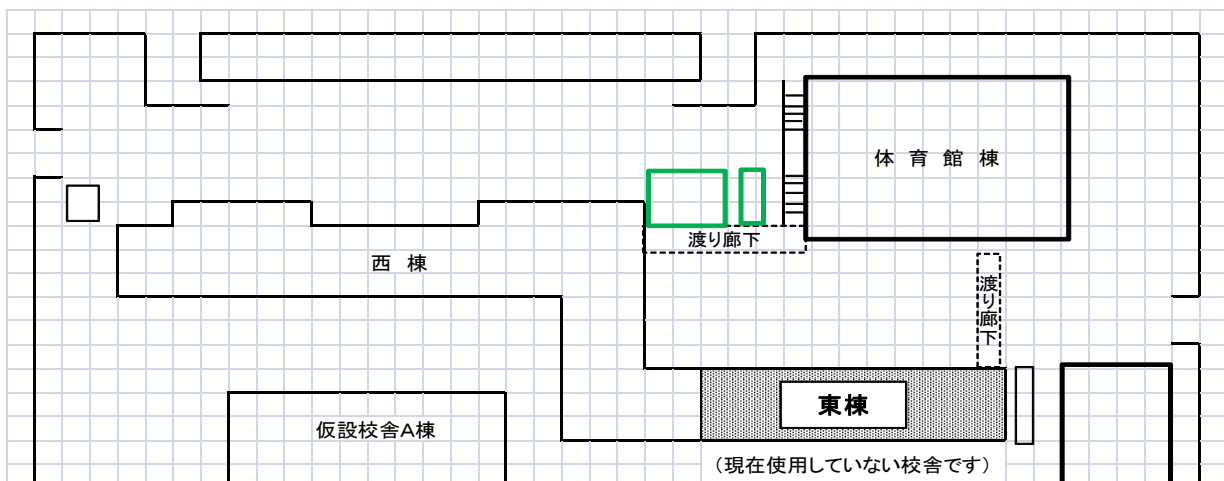 体育館棟
渡り廊下
西棟
渡り廊下
東棟
仮設校舎A棟
（現在使用していない校舎です）